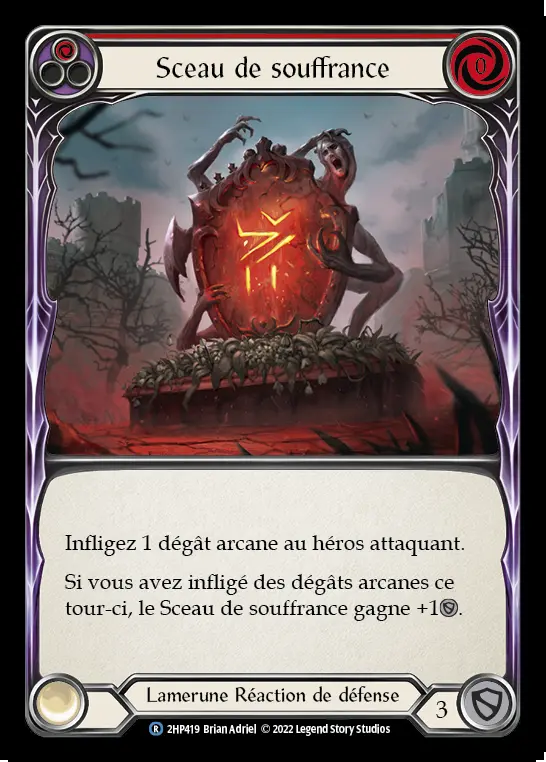 Sceau de souffrance
0
Infligez 1 dégât arcane au héros attaquant.
Si vous avez infligé des dégâts arcanes ce
tour-ci, le Sceau de souffrance gagne +1.
Lamerune Réaction de défense
3
R 2HP419 Brian Adriel © 2022 Legend Story Studios